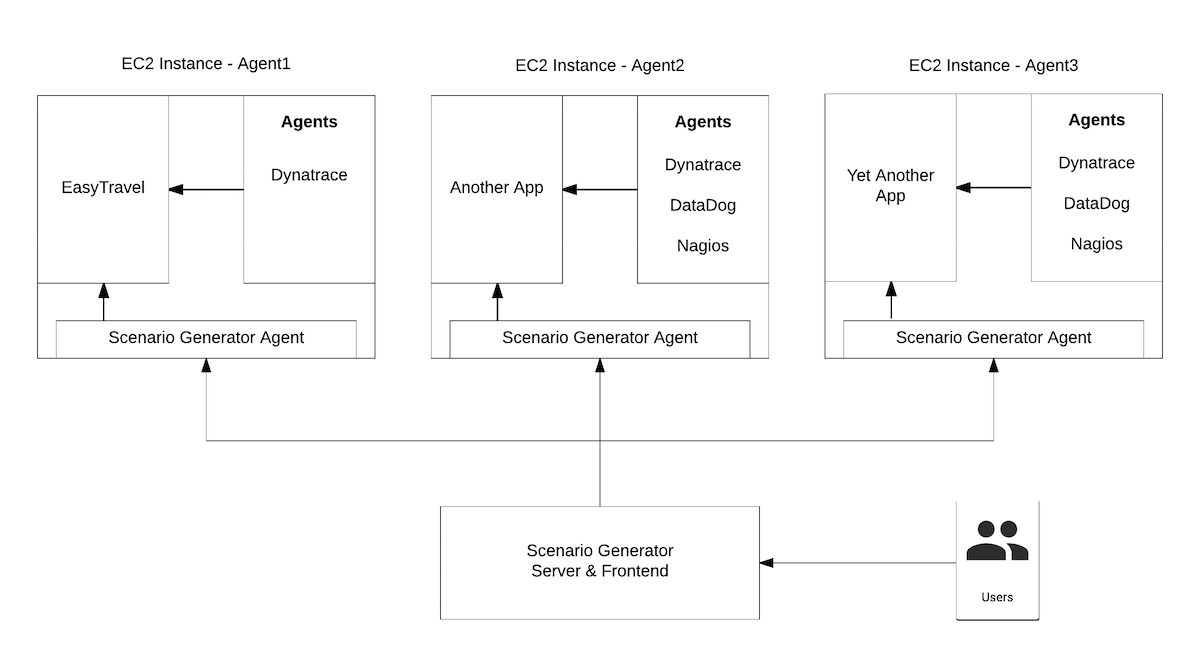 EC2 Instance - Agent1
EasyTravel
Agents
Dynatrace
Scenario Generator Agent
EC2 Instance - Agent2
Another App
Agents
Dynatrace
DataDog
Nagios
Scenario Generator Agent
EC2 Instance - Agent3
Yet Another
App
Agents
Dynatrace
DataDog
Nagios
Scenario Generator Agent
Scenario Generator
Server & Frontend
Users